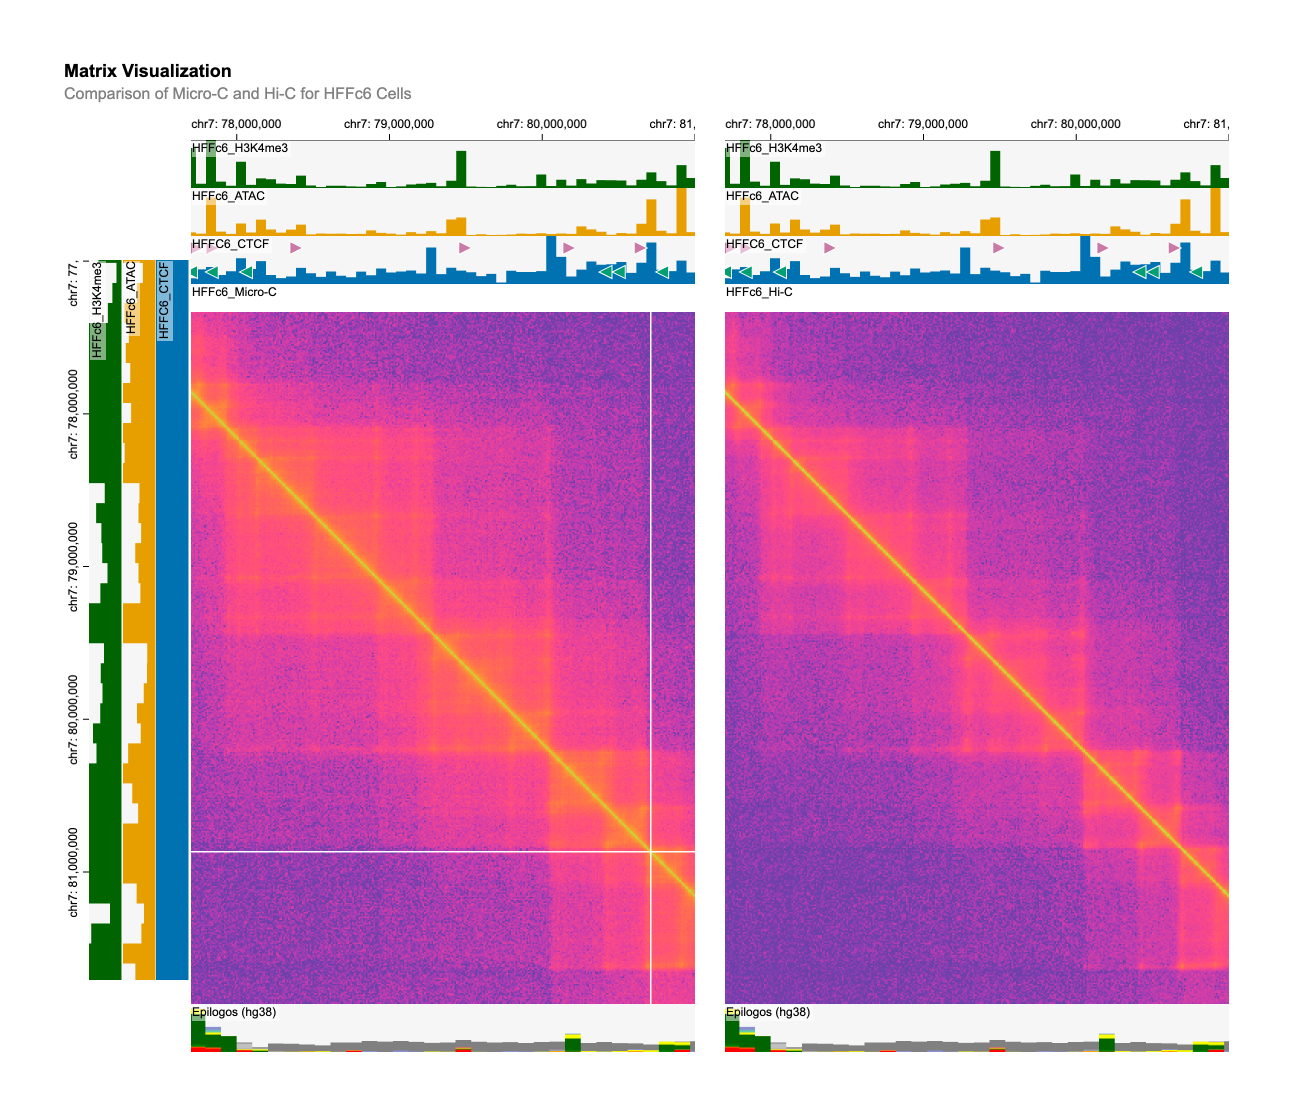 Matrix Visualization
Comparison of Micro-C and Hi-C for HFFc6 Cells
chr7: 78,000,000 chr7: 79,000,000 chr7: 80,000,000 chr7: 81,
chr7: 78,000,000 chr7: 79,000,000 chr7: 80,000,000 chr7: 81,
HFFc6_H3K4me3
HFFc6_H3K4me3
HFFc6_ATAC
HFFc6_ATAC
HFFC6_CTCF
HFFC6_CTCF
HFFc6_Micro-C
HFFc6_Hi-C
chr7: 77,
chr7: 78,000,000
chr7: 79,000,000
chr7: 80,000,000
chr7: 81,000,000
HFFc6_H3K4me3
HFFc6_ATAC
HFFC6_CTCF
Epilogos (hg38)
Epilogos (hg38)